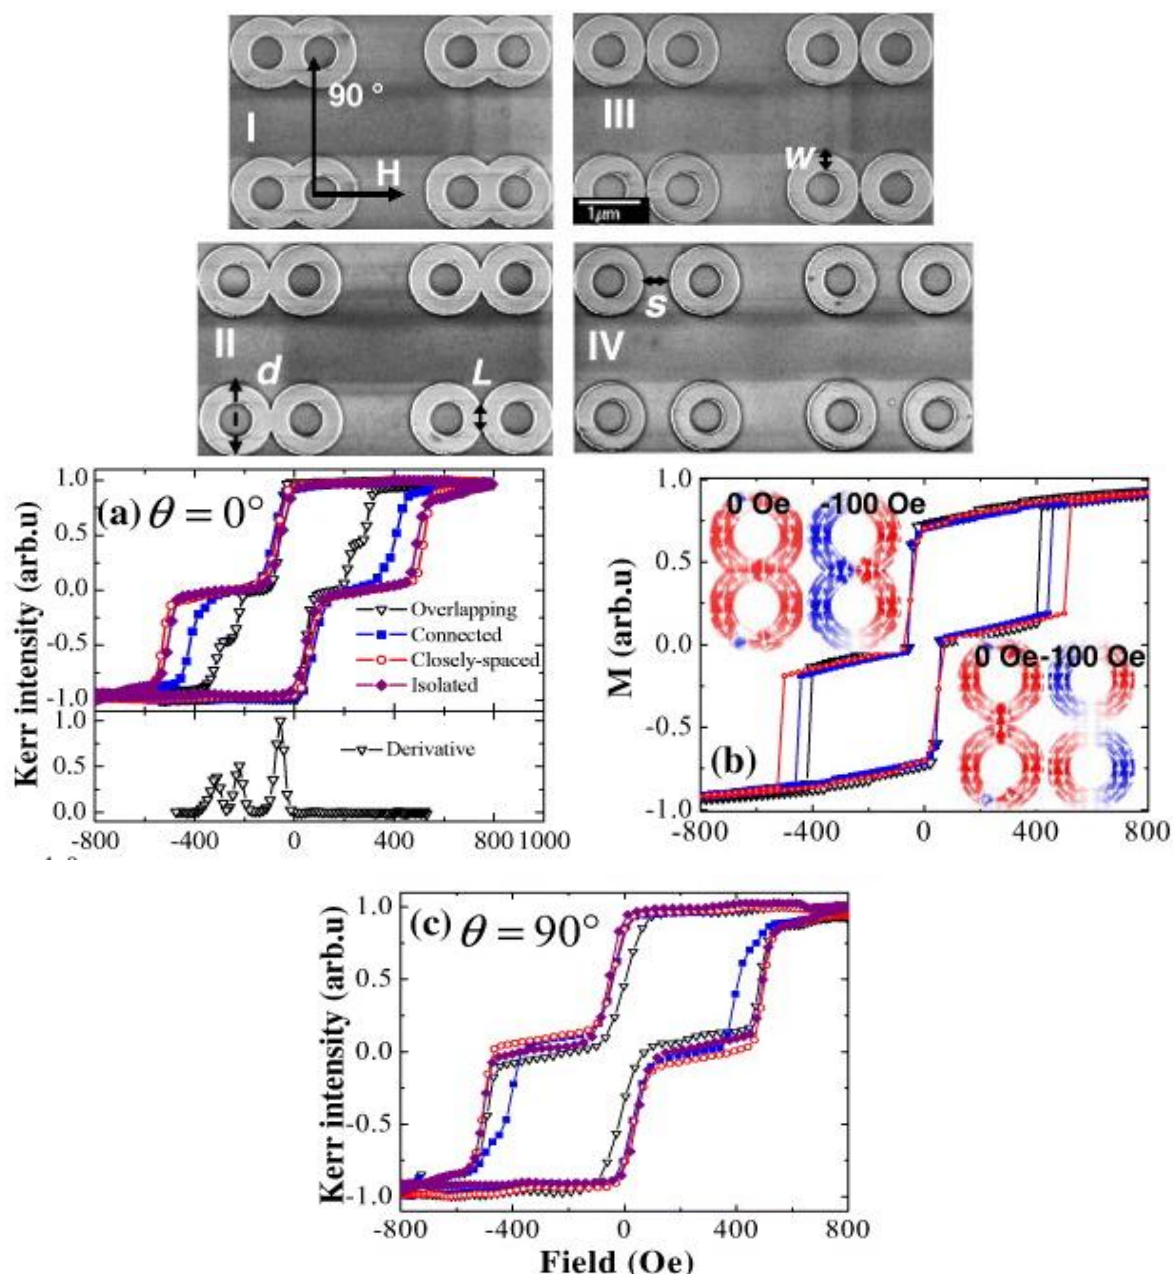 90 °
I
H
III
w
1μm
II
d
L
s
IV
1.0
0.5
0.0
-0.5
-1.0
(a) θ = 0°
Overlapping
Connected
Closely-spaced
Isolated
Kerr intensity (arb.u)
1.0
0.5
0.0
Derivative
-800 -400 0 400 800 1000
1.0
0.5
0.0
-0.5
-1.0
M (arb.u)
0 Oe -100 Oe
0 Oe -100 Oe
(b)
-800 -400 0 400 800
1.0
0.5
0.0
-0.5
-1.0
(c) θ = 90°
Kerr intensity (arb.u)
-800 -400 0 400 800
Field (Oe)